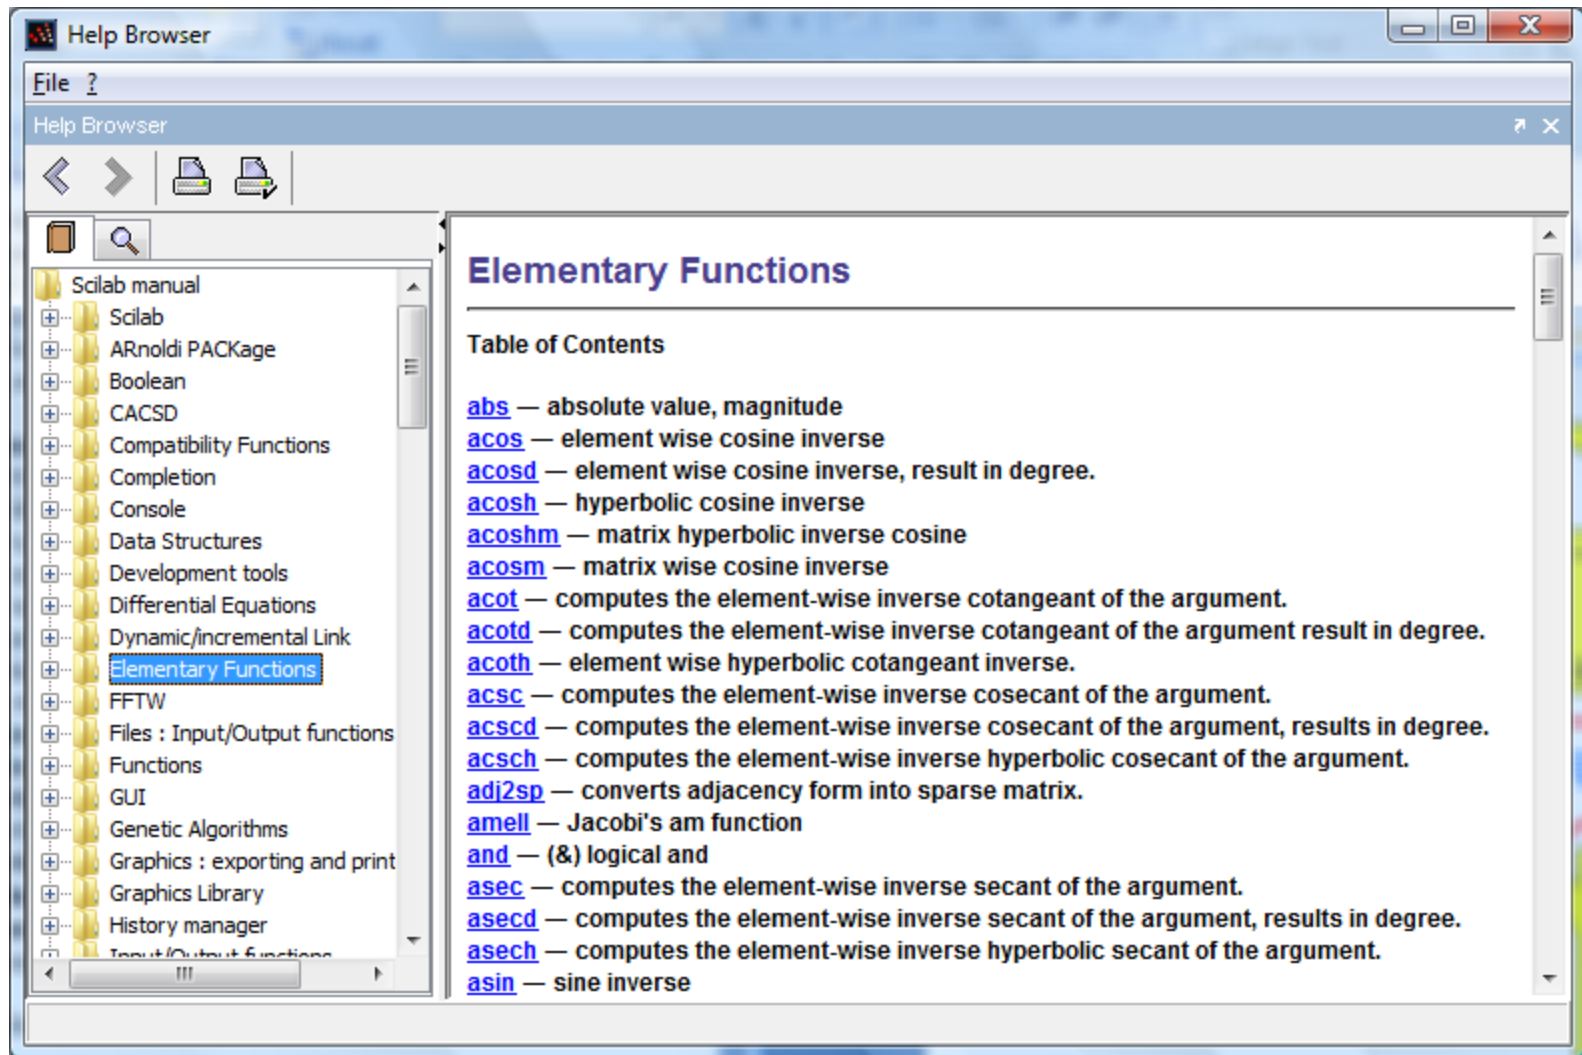 Help Browser
File ?
Help Browser
Scilab manual
Scilab
ARnoldi PACKage
Boolean
CACSD
Compatibility Functions
Completion
Console
Data Structures
Development tools
Differential Equations
Dynamic/incremental Link
Elementary Functions
FFTW
Files : Input/Output functions
Functions
GUI
Genetic Algorithms
Graphics : exporting and print
Graphics Library
History manager
Input/Output functions
Elementary Functions
Table of Contents
abs — absolute value, magnitude
acos — element wise cosine inverse
acosd — element wise cosine inverse, result in degree.
acosh — hyperbolic cosine inverse
acoshm — matrix hyperbolic inverse cosine
acosm — matrix wise cosine inverse
acot — computes the element-wise inverse cotangeant of the argument.
acotd — computes the element-wise inverse cotangeant of the argument result in degree.
acoth — element wise hyperbolic cotangeant inverse.
acsc — computes the element-wise inverse cosecant of the argument.
acscd — computes the element-wise inverse cosecant of the argument, results in degree.
acsch — computes the element-wise inverse hyperbolic cosecant of the argument.
adj2sp — converts adjacency form into sparse matrix.
amell — Jacobi's am function
and — (&) logical and
asec — computes the element-wise inverse secant of the argument.
asecd — computes the element-wise inverse secant of the argument, results in degree.
asech — computes the element-wise inverse hyperbolic secant of the argument.
asin — sine inverse